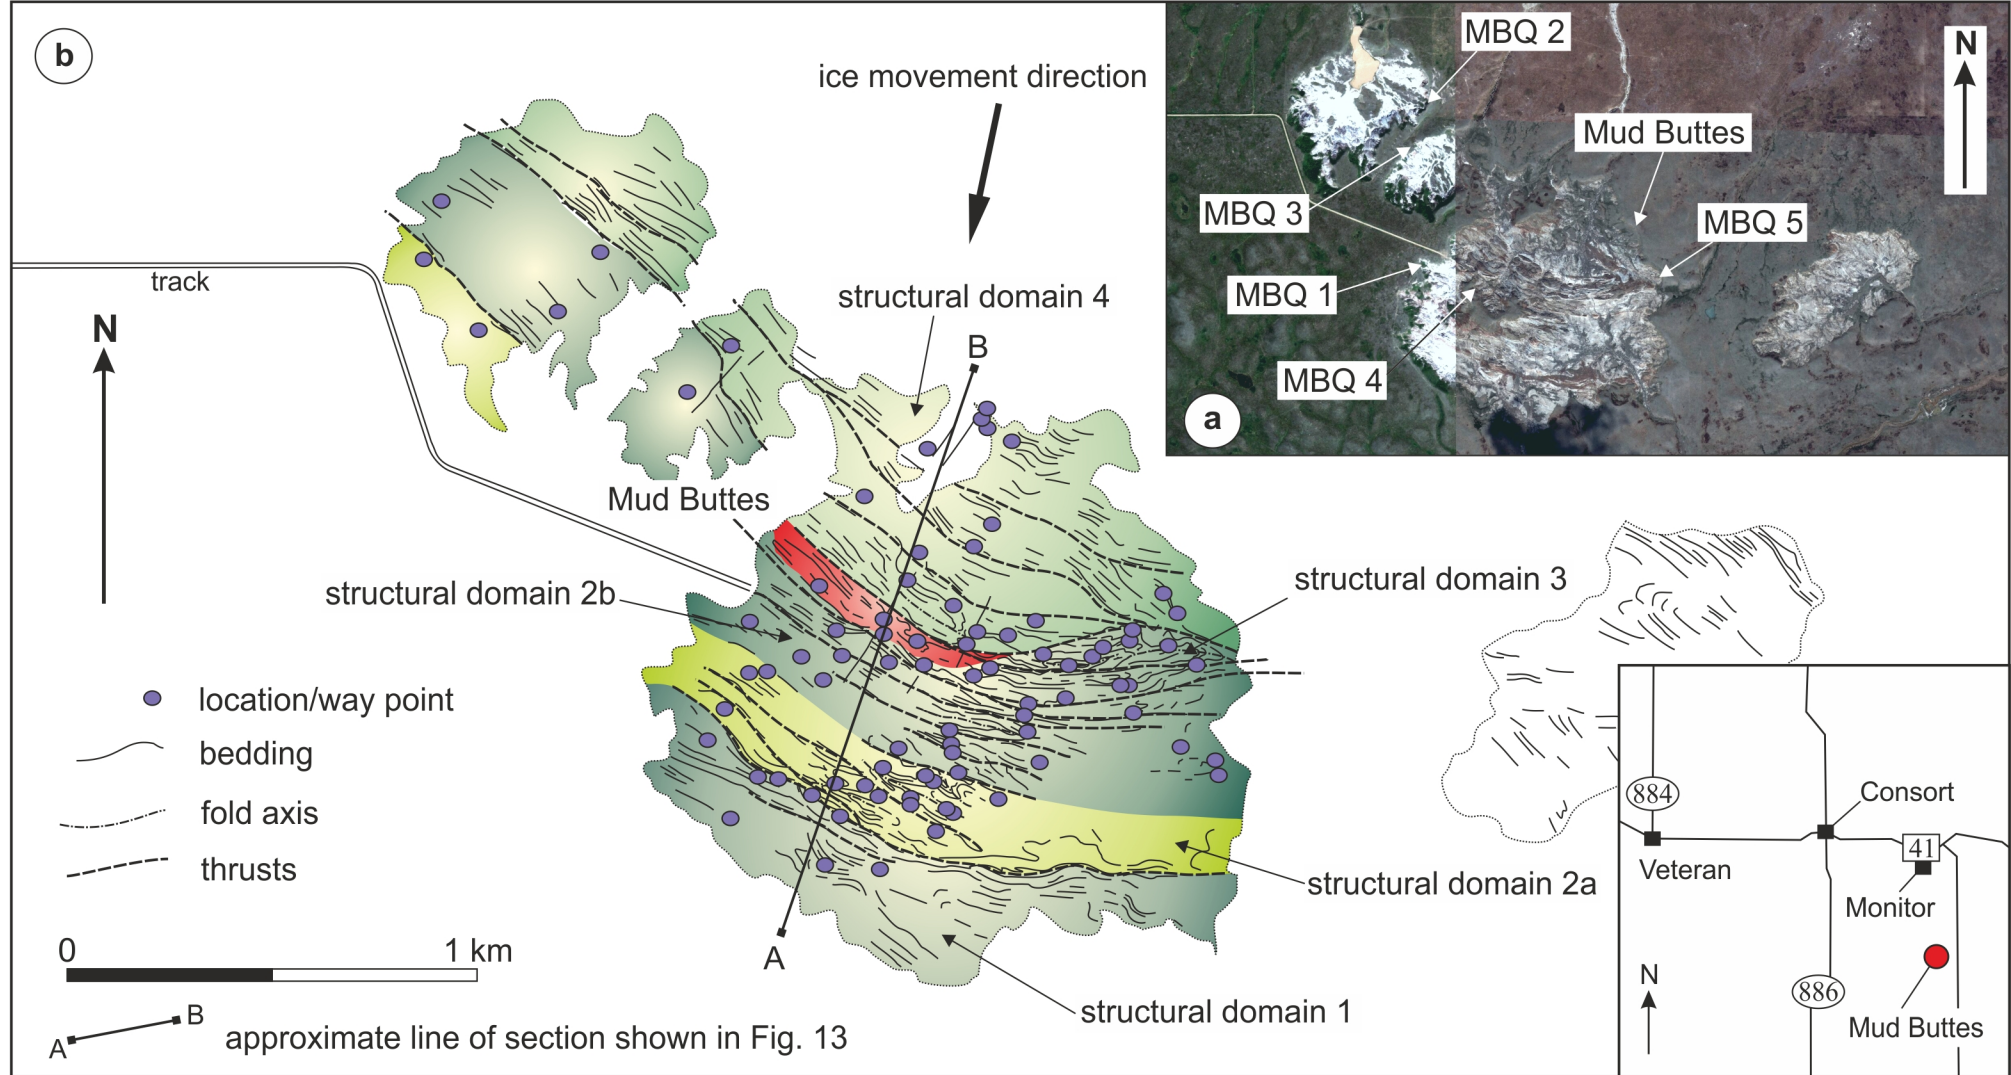 b
ice movement direction
track
N
structural domain 4
B
Mud Buttes
structural domain 2b
structural domain 3
location/way point
bedding
fold axis
thrusts
structural domain 2a
A
0 1 km
structural domain 1
A B
approximate line of section shown in Fig. 13
MBQ 2
N
Mud Buttes
MBQ 3
MBQ 5
MBQ 1
MBQ 4
a
884
Consort
Veteran
41
Monitor
N
886
Mud Buttes